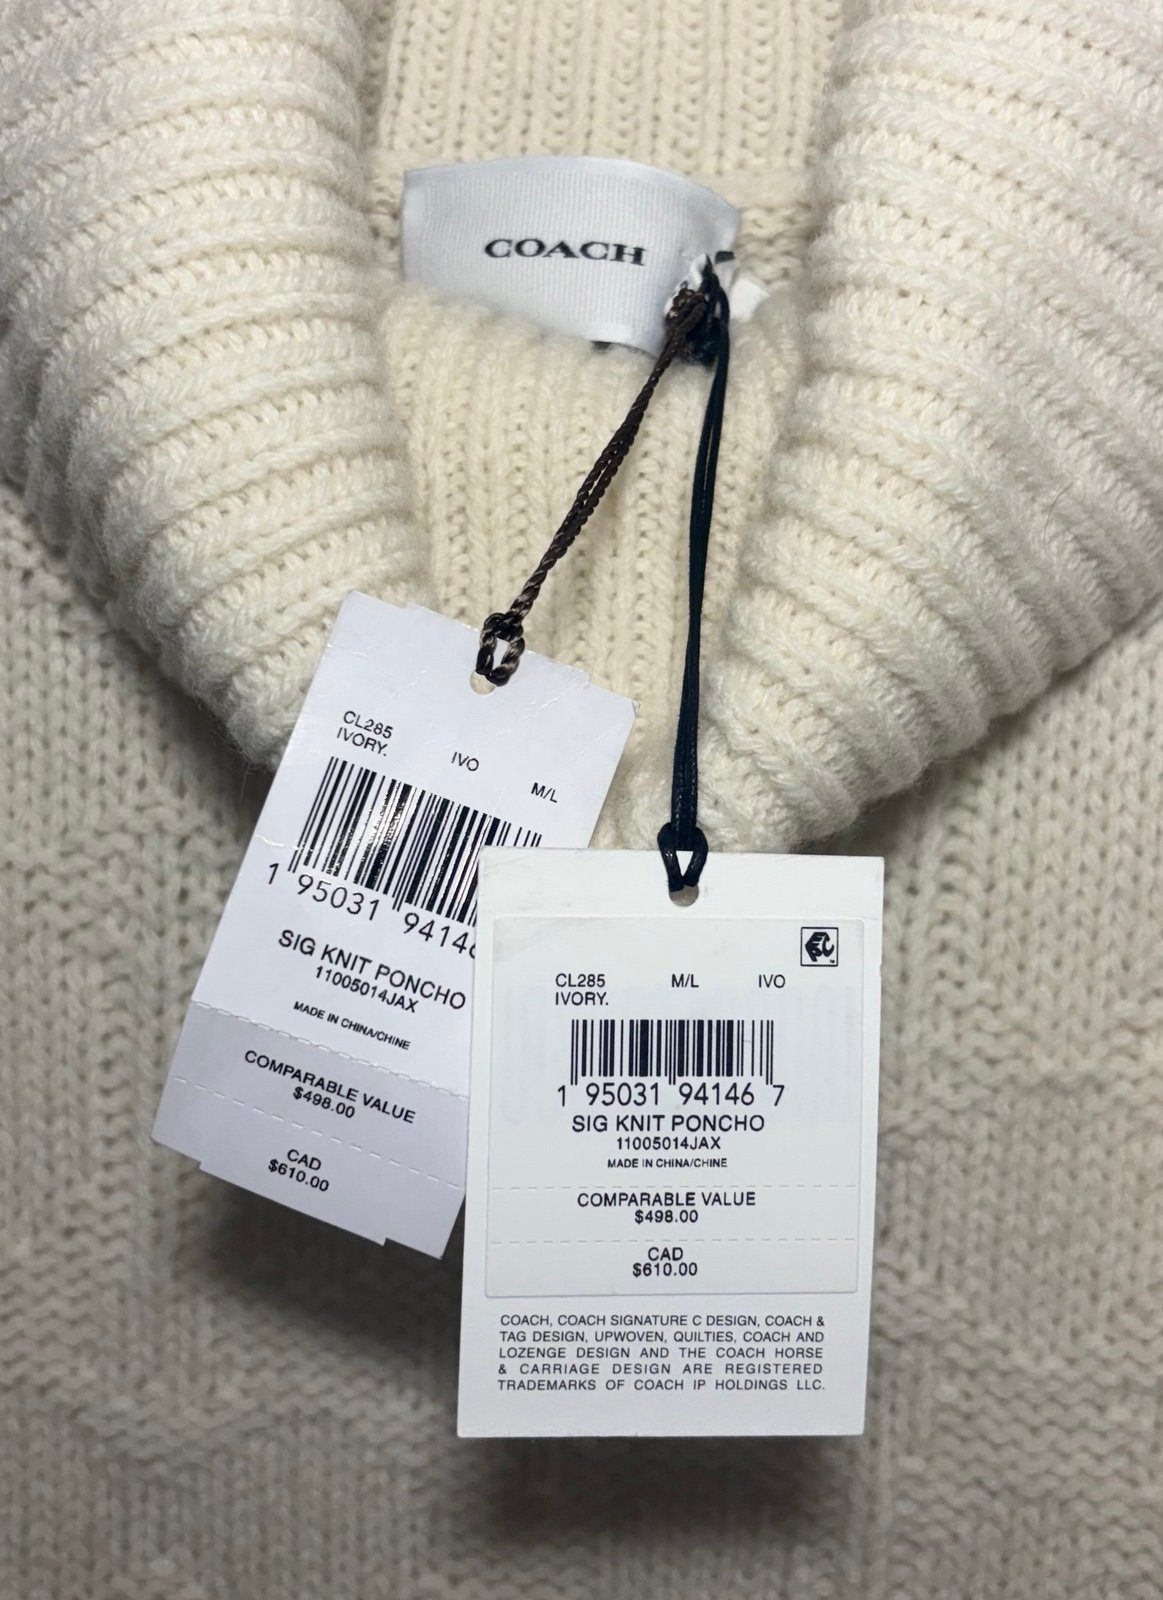 COACH
CL285
IVORY.
IVO
M/L
1 95031 94146
SIG KNIT PONCHO
11005014JAX
MADE IN CHINA/CHINE
COMPARABLE VALUE
$498.00
CAD
$610.00
CL285 M/L IVO
IVORY.
1 95031 94146 7
SIG KNIT PONCHO
11005014JAX
MADE IN CHINA/CHINE
COMPARABLE VALUE
$498.00
CAD
$610.00
COACH, COACH SIGNATURE C DESIGN, COACH &
TAG DESIGN, UPWOVEN, QUILTIES, COACH AND
LOZENGE DESIGN AND THE COACH HORSE
& CARRIAGE DESIGN ARE REGISTERED
TRADEMARKS OF COACH IP HOLDINGS LLC.